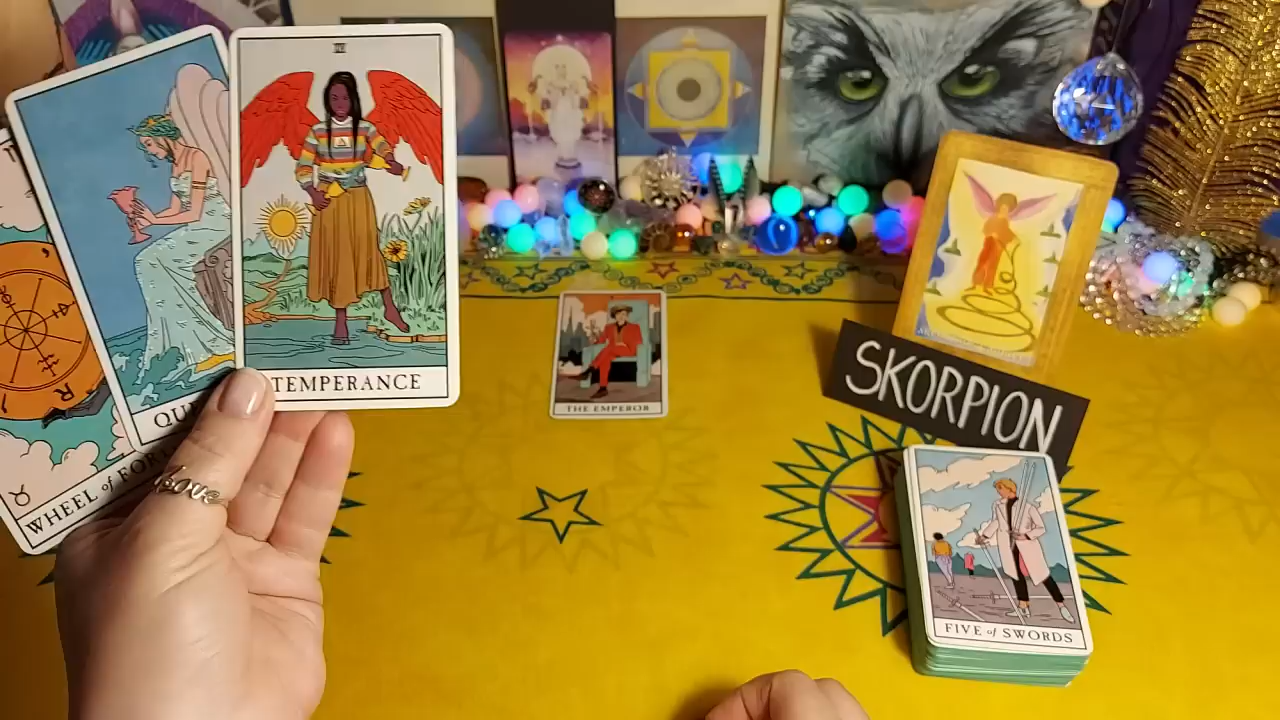 TEMPERANCE
WHEEL of FOR
QU
love
THE EMPEROR
SKORPION
FIVE of SWORDS